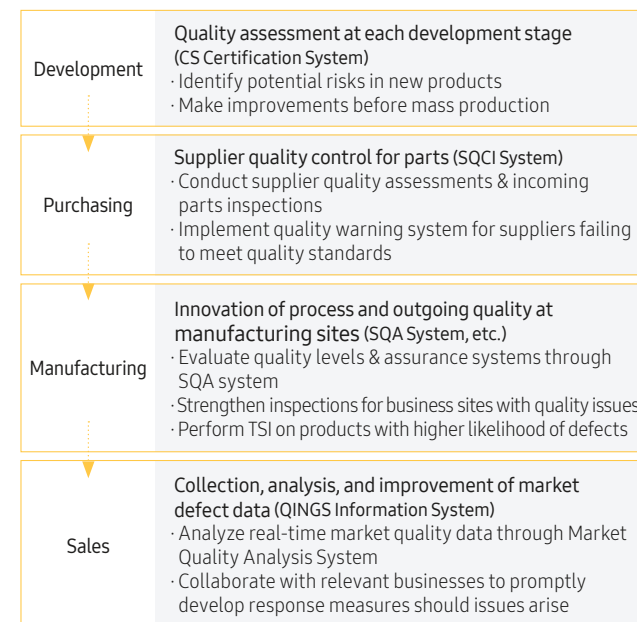 Development
Quality assessment at each development stage
(CS Certification System)
· Identify potential risks in new products
· Make improvements before mass production
Purchasing
Supplier quality control for parts (SQCI System)
· Conduct supplier quality assessments & incoming
parts inspections
· Implement quality warning system for suppliers failing
to meet quality standards
Manufacturing
Innovation of process and outgoing quality at
manufacturing sites (SQA System, etc.)
· Evaluate quality levels & assurance systems through
SQA system
· Strengthen inspections for business sites with quality issues
· Perform TSI on products with higher likelihood of defects
Sales
Collection, analysis, and improvement of market
defect data (QINGS Information System)
· Analyze real-time market quality data through Market
Quality Analysis System
· Collaborate with relevant businesses to promptly
develop response measures should issues arise